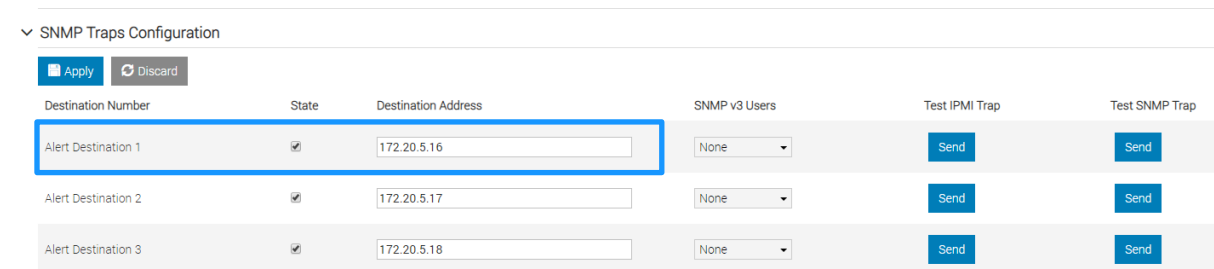 SNMP Traps Configuration
Apply Discard
Destination Number State Destination Address SNMP v3 Users Test IPMI Trap Test SNMP Trap
Alert Destination 1 172.20.5.16 None Send Send
Alert Destination 2 172.20.5.17 None Send Send
Alert Destination 3 172.20.5.18 None Send Send